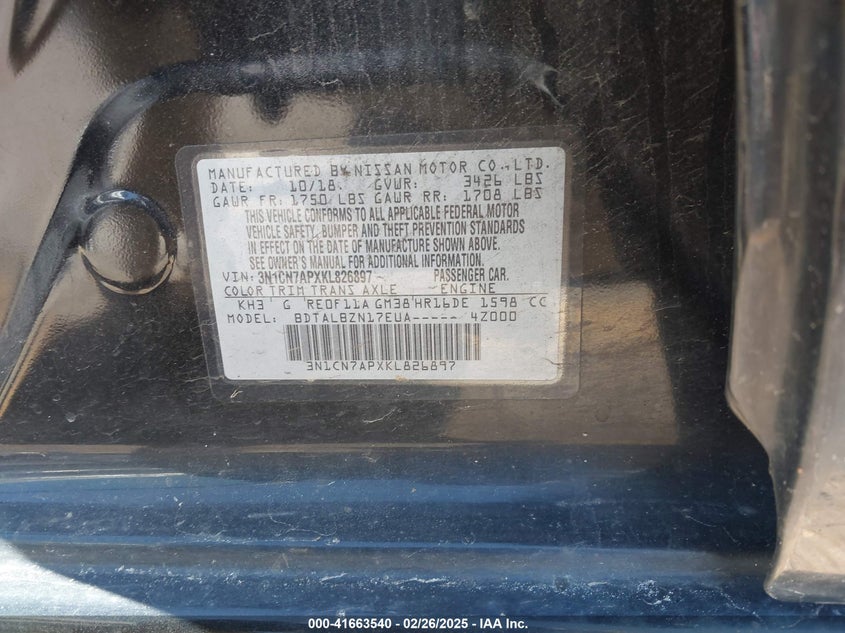 MANUFACTURED BY NISSAN MOTOR CO.,LTD.
DATE: 10/18 GVWR: 3426 LBS
GAWR FR: 1750 LBS GAWR RR: 1708 LBS
THIS VEHICLE CONFORMS TO ALL APPLICABLE FEDERAL MOTOR
VEHICLE SAFETY, BUMPER AND THEFT PREVENTION STANDARDS
IN EFFECT ON THE DATE OF MANUFACTURE SHOWN ABOVE.
SEE OWNER'S MANUAL FOR ADDITIONAL INFORMATION.
VIN: 3N1CN7APXKL826897 PASSENGER CAR.
COLOR TRIM TRANS AXLE ENGINE
KH3 G RE0F11A GM38 HR16DE 1598 CC
MODEL: BDTALBZN17EUA----- 4Z000
3N1CN7APXKL826897
000-41663540 - 02/26/2025 - IAA Inc.